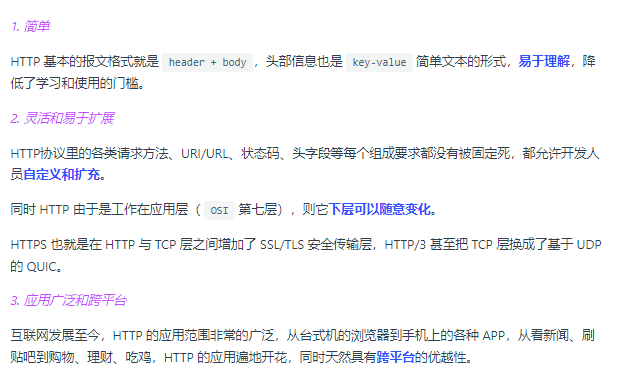 1. 简单
HTTP 基本的报文格式就是 header + body，头部信息也是 key-value 简单文本的形式，易于理解，降
低了学习和使用的门槛。
2. 灵活和易于扩展
HTTP协议里的各类请求方法、URI/URL、状态码、头字段等每个组成要求都没有被固定死，都允许开发人
员自定义和扩充。
同时 HTTP 由于是工作在应用层（ OSI 第七层），则它下层可以随意变化。
HTTPS 也就是在 HTTP 与 TCP 层之间增加了 SSL/TLS 安全传输层，HTTP/3 甚至把 TCP 层换成了基于 UDP
的 QUIC。
3. 应用广泛和跨平台
互联网发展至今，HTTP 的应用范围非常的广泛，从台式机的浏览器到手机上的各种 APP，从看新闻、刷
贴吧到购物、理财、吃鸡，HTTP 的应用遍地开花，同时天然具有跨平台的优越性。